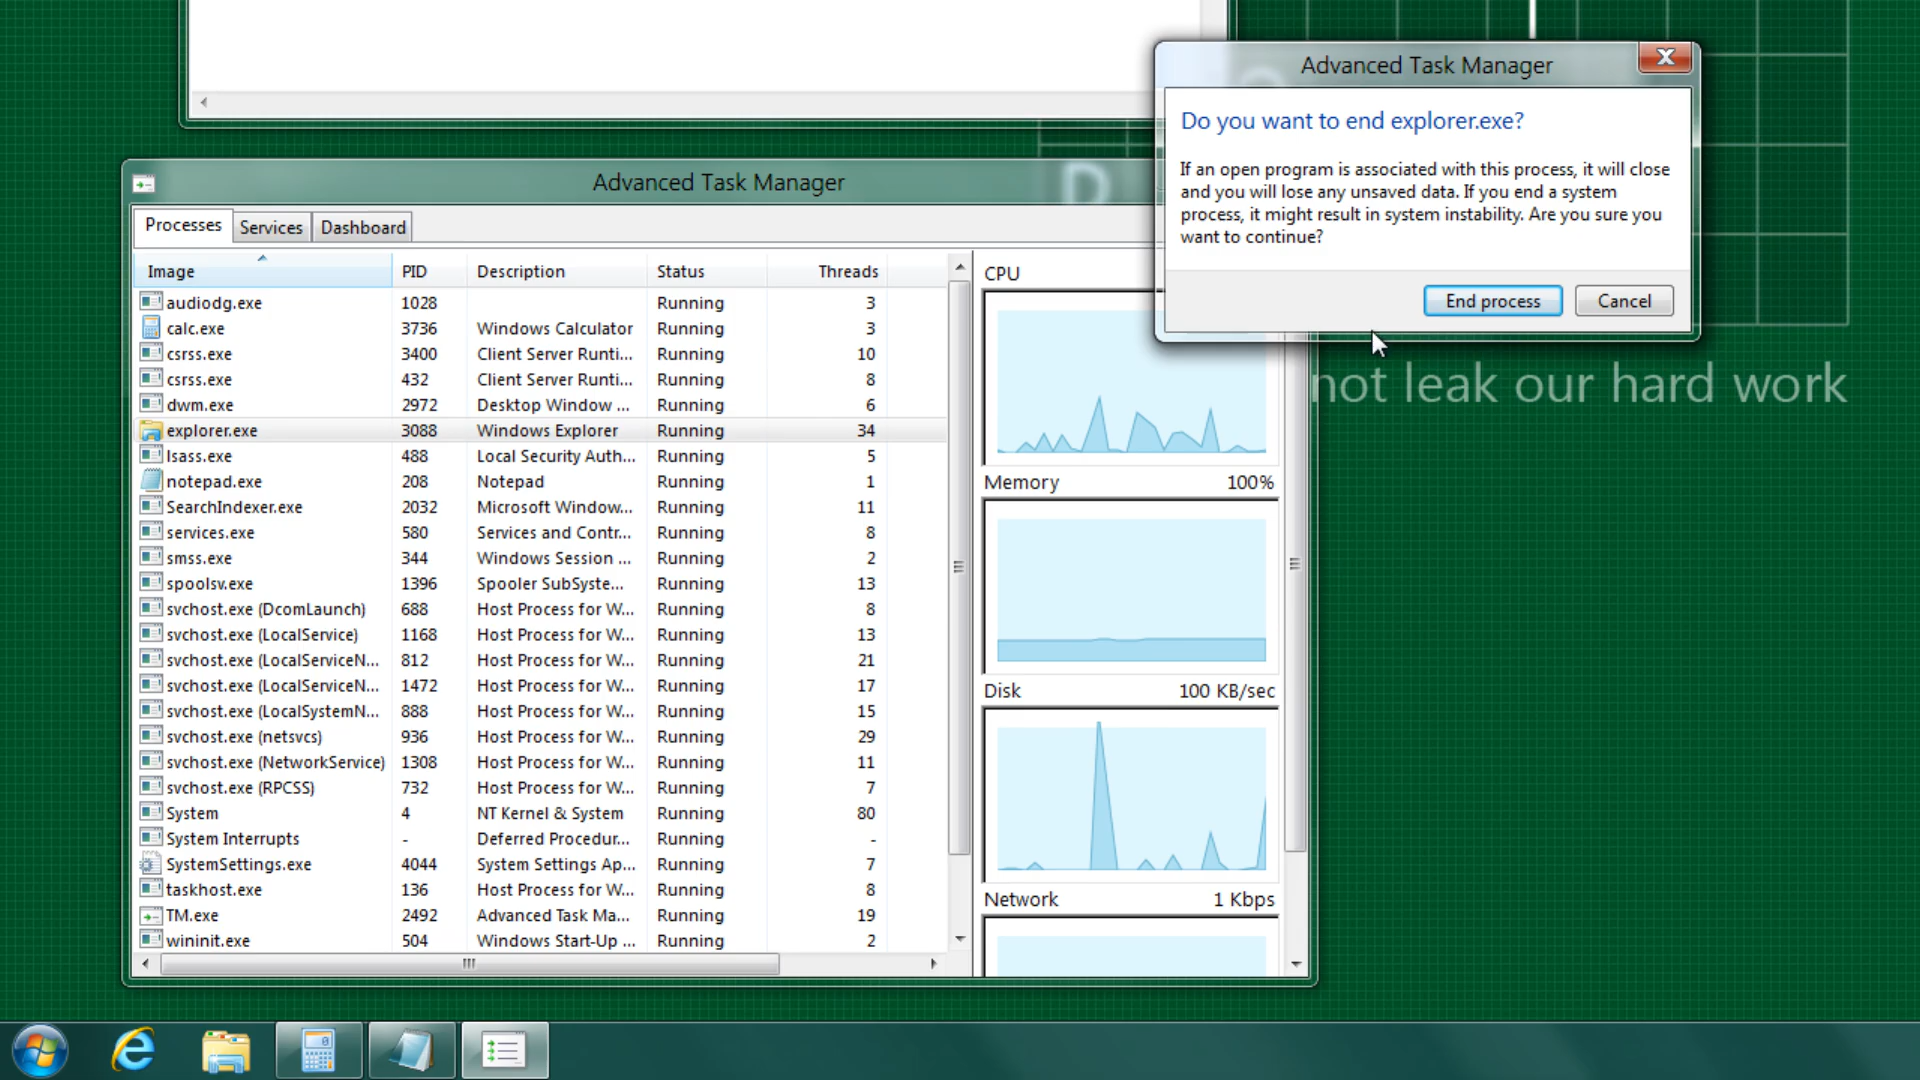 Advanced Task Manager
Do you want to end explorer.exe?
If an open program is associated with this process, it will close
and you will lose any unsaved data. If you end a system
process, it might result in system instability. Are you sure you
want to continue?
End process Cancel
not leak our hard work
D
Advanced Task Manager
Processes Services Dashboard
Image PID Description Status Threads
audiodg.exe 1028 Running 3
calc.exe 3736 Windows Calculator Running 3
csrss.exe 3400 Client Server Runti... Running 10
csrss.exe 432 Client Server Runti... Running 8
dwm.exe 2972 Desktop Window ... Running 6
explorer.exe 3088 Windows Explorer Running 34
lsass.exe 488 Local Security Auth... Running 5
notepad.exe 208 Notepad Running 1
SearchIndexer.exe 2032 Microsoft Window... Running 11
services.exe 580 Services and Contr... Running 8
smss.exe 344 Windows Session ... Running 2
spoolsv.exe 1396 Spooler SubSyste... Running 13
svchost.exe (DcomLaunch) 688 Host Process for W... Running 8
svchost.exe (LocalService) 1168 Host Process for W... Running 13
svchost.exe (LocalServiceN... 812 Host Process for W... Running 21
svchost.exe (LocalServiceN... 1472 Host Process for W... Running 17
svchost.exe (LocalSystemN... 888 Host Process for W... Running 15
svchost.exe (netsvcs) 936 Host Process for W... Running 29
svchost.exe (NetworkService) 1308 Host Process for W... Running 11
svchost.exe (RPCSS) 732 Host Process for W... Running 7
System 4 NT Kernel & System Running 80
System Interrupts - Deferred Procedur... Running -
SystemSettings.exe 4044 System Settings Ap... Running 7
taskhost.exe 136 Host Process for W... Running 8
TM.exe 2492 Advanced Task Ma... Running 19
wininit.exe 504 Windows Start-Up ... Running 2
CPU
Memory 100%
Disk 100 KB/sec
Network 1 Kbps